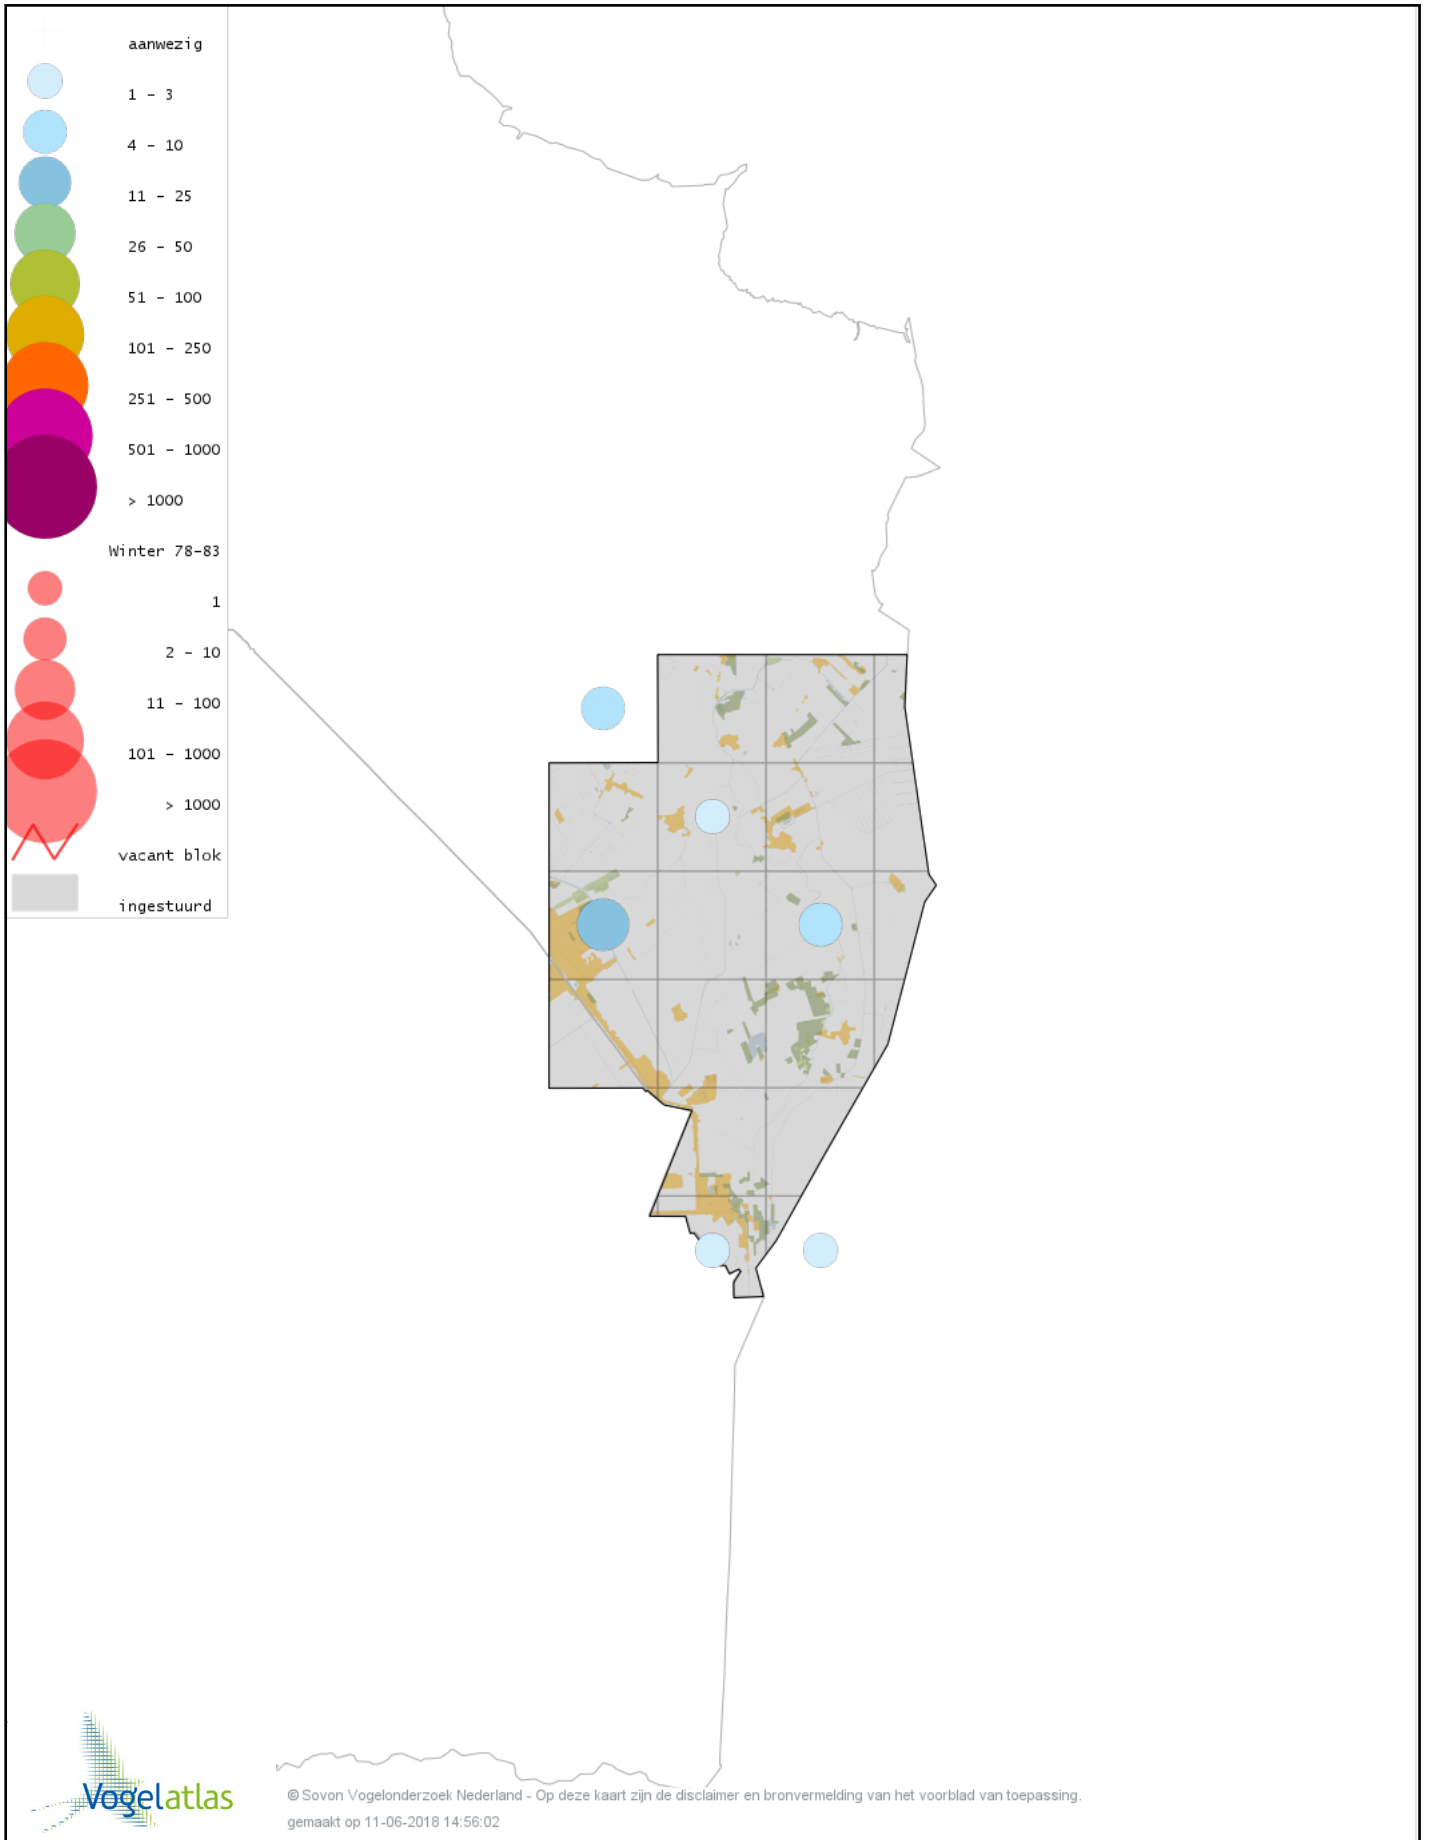 aanwezig
1 - 3
4 - 10
11 - 25
26 - 50
51 - 100
101 - 250
251 - 500
501 - 1000
> 1000
Winter 78-83
1
2 - 10
11 - 100
101 - 1000
> 1000
vacant blok
ingestuurd
Vogelatlas
© Sovon Vogelonderzoek Nederland - Op deze kaart zijn de disclaimer en bronvermelding van het voorblad van toepassing.
gemaakt op 11-06-2018 14:56:02